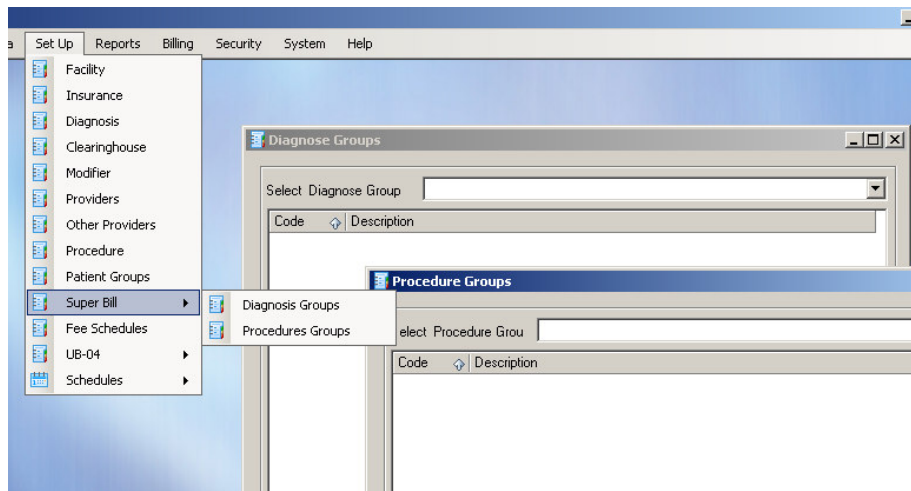 a Set Up Reports Billing Security System Help
Facility
Insurance
Diagnosis
Clearinghouse
Modifier
Providers
Other Providers
Procedure
Patient Groups
Super Bill
Fee Schedules
UB-04
Schedules
Diagnosis Groups
Procedures Groups
Diagnose Groups
Select Diagnose Group
Code Description
Procedure Groups
elect Procedure Grou
Code Description